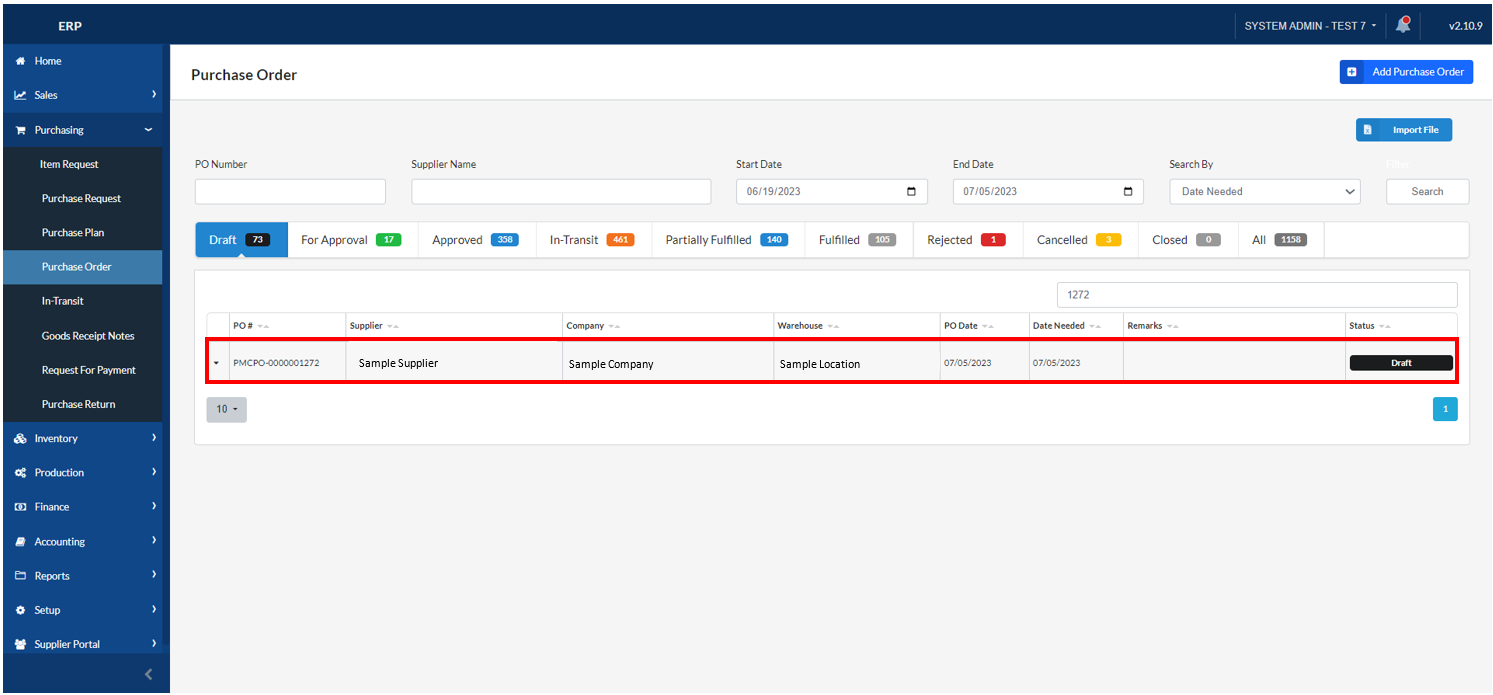 ERP
SYSTEM ADMIN - TEST 7
v2.10.9
Home
Sales
Purchasing
Item Request
Purchase Request
Purchase Plan
Purchase Order
In-Transit
Goods Receipt Notes
Request For Payment
Purchase Return
Inventory
Production
Finance
Accounting
Reports
Setup
Supplier Portal
Purchase Order
Add Purchase Order
Import File
PO Number Supplier Name Start Date End Date Search By Filter
06/19/2023 07/05/2023 Date Needed Search
Draft 73 For Approval 17 Approved 358 In-Transit 461 Partially Fulfilled 140 Fulfilled 105 Rejected 1 Cancelled 3 Closed 0 All 1158
1272
PO # Supplier Company Warehouse PO Date Date Needed Remarks Status
PMCPO-0000001272 Sample Supplier Sample Company Sample Location 07/05/2023 07/05/2023 Draft
10 1